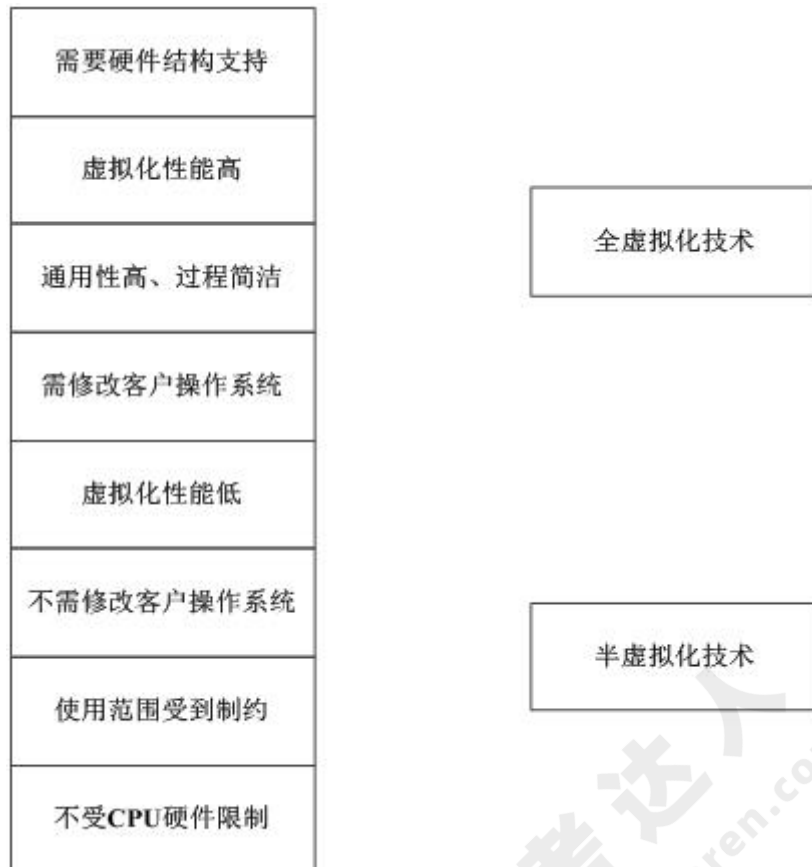 需要硬件结构支持
虚拟化性能高
全虚拟化技术
通用性高、过程简洁
需修改客户操作系统
虚拟化性能低
不需修改客户操作系统
半虚拟化技术
使用范围受到制约
不受CPU硬件限制
考达人